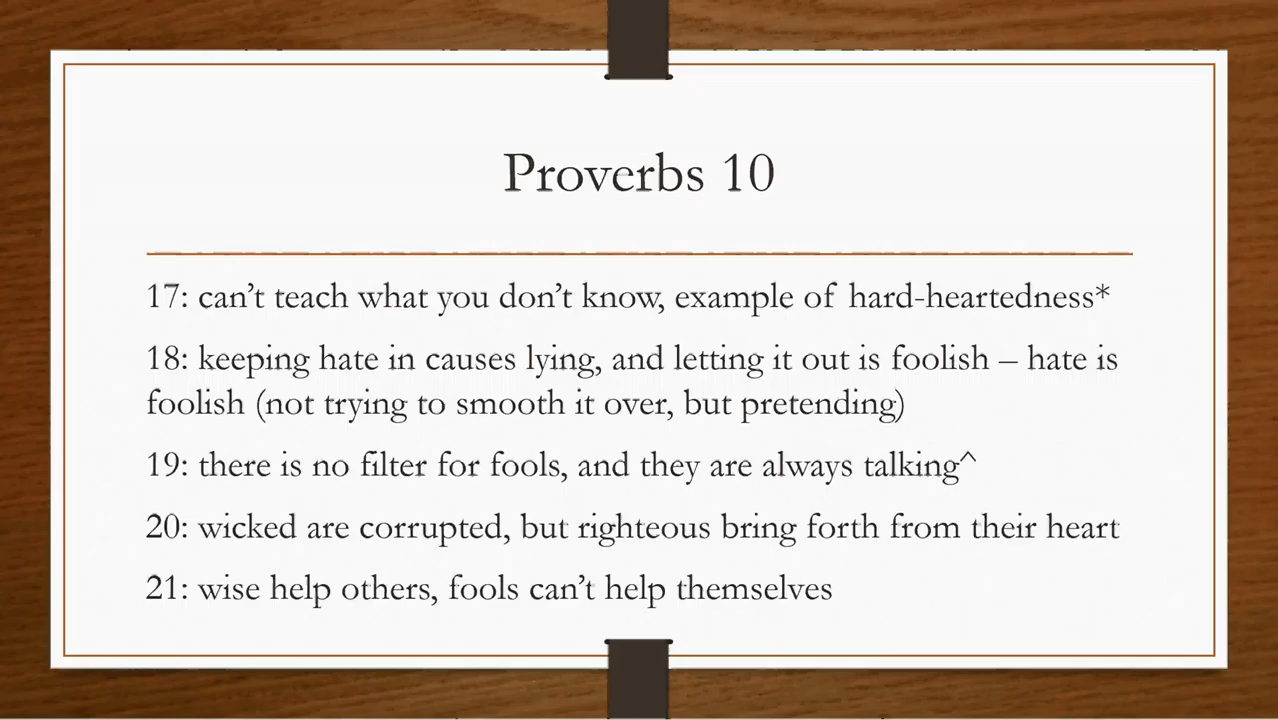 Proverbs 10
17: can’t teach what you don’t know, example of hard-heartedness*
18: keeping hate in causes lying, and letting it out is foolish – hate is
foolish (not trying to smooth it over, but pretending)
19: there is no filter for fools, and they are always talking^
20: wicked are corrupted, but righteous bring forth from their heart
21: wise help others, fools can’t help themselves